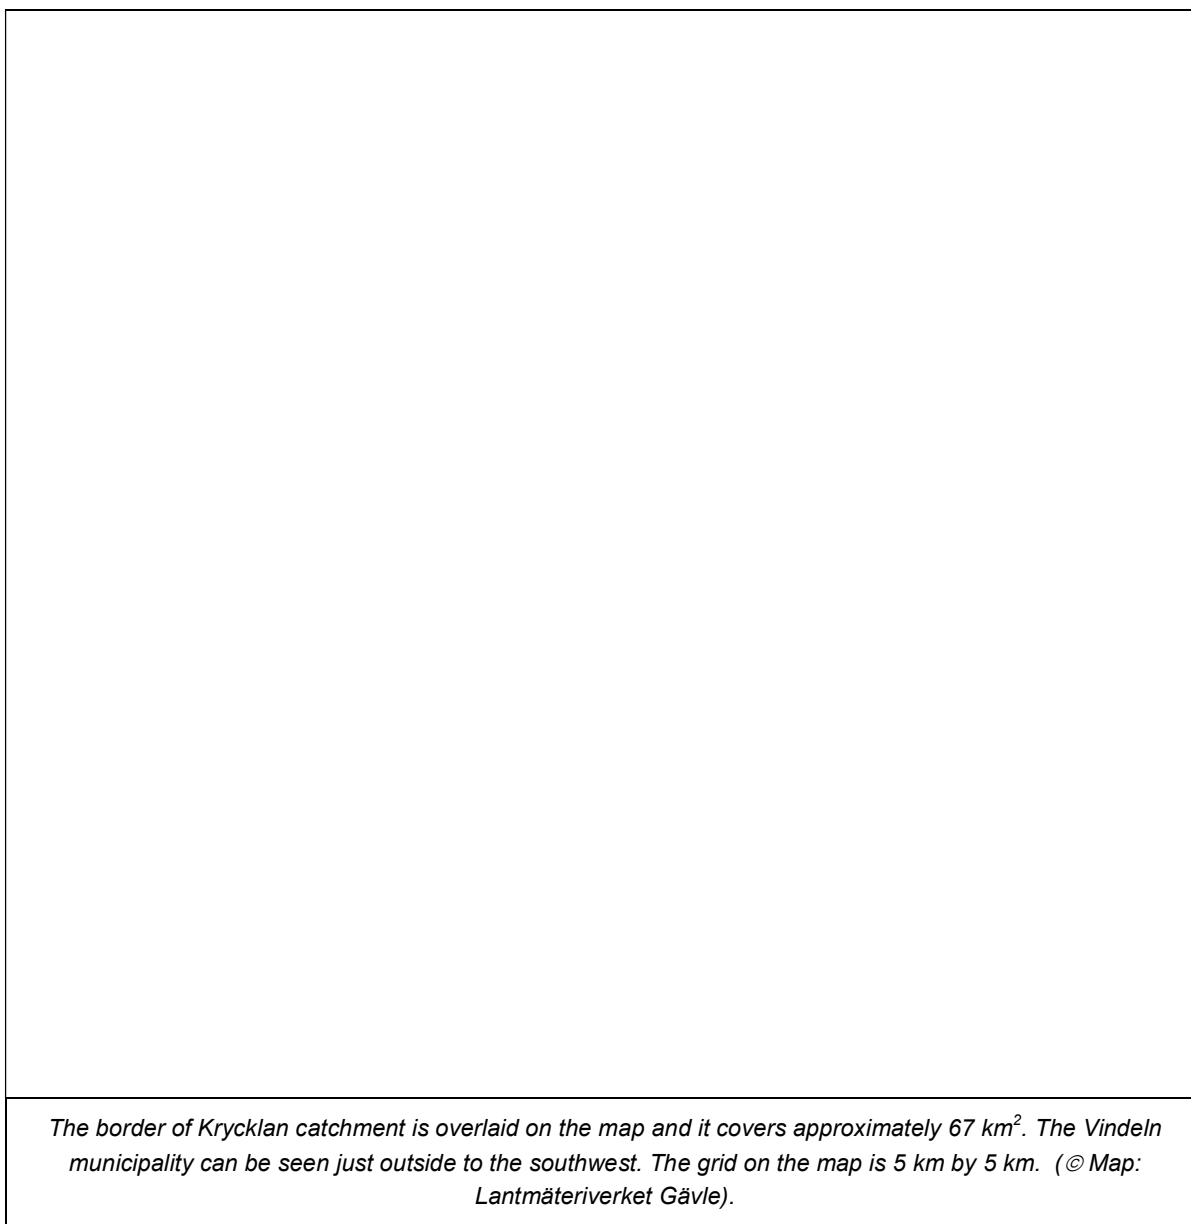 The border of Krycklan catchment is overlaid on the map and it covers approximately 67 km². The Vindeln
municipality can be seen just outside to the southwest. The grid on the map is 5 km by 5 km. (© Map:
Lantmäteriverket Gävle).